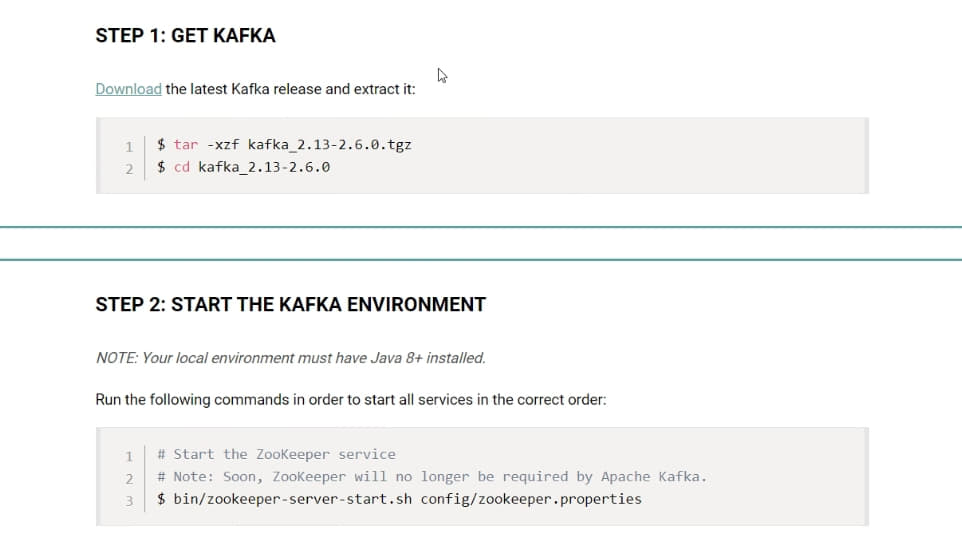 STEP 1: GET KAFKA
Download the latest Kafka release and extract it:
1 $ tar -xzf kafka_2.13-2.6.0.tgz
2 $ cd kafka_2.13-2.6.0
STEP 2: START THE KAFKA ENVIRONMENT
NOTE: Your local environment must have Java 8+ installed.
Run the following commands in order to start all services in the correct order:
1 # Start the ZooKeeper service
2 # Note: Soon, ZooKeeper will no longer be required by Apache Kafka.
3 $ bin/zookeeper-server-start.sh config/zookeeper.properties